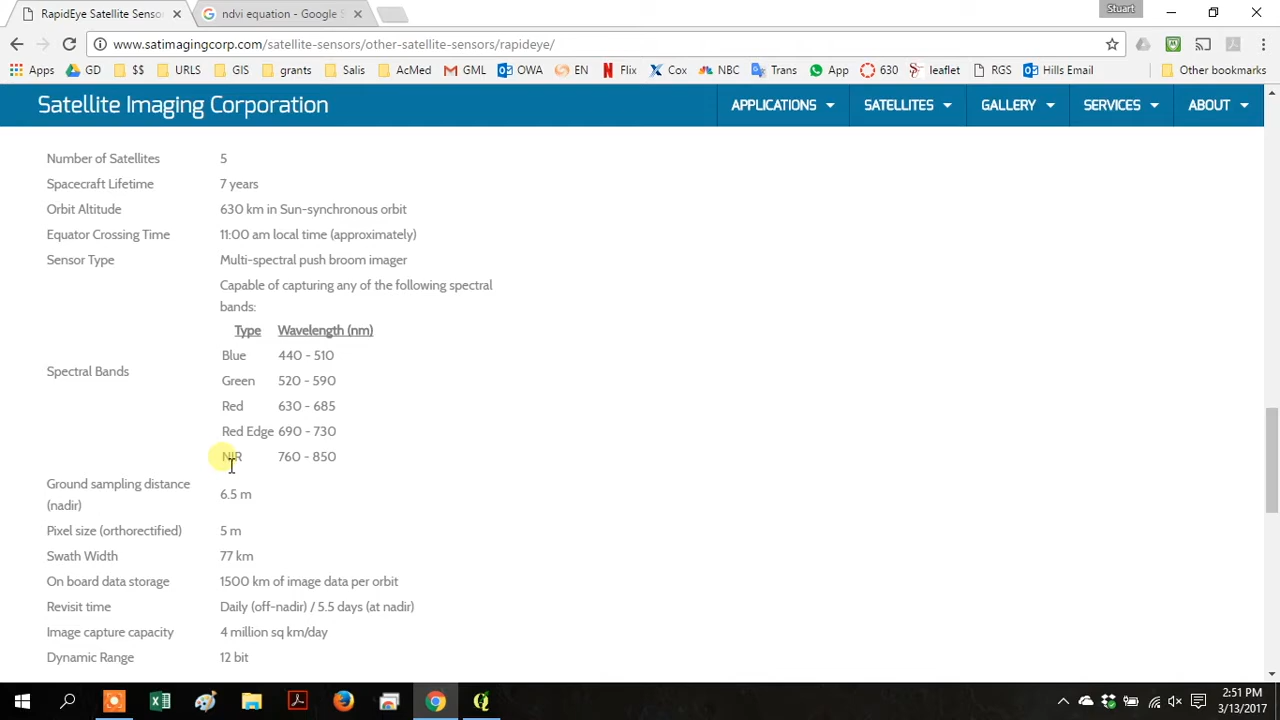 RapidEye Satellite Senso
ndvi equation - Google S
Stuart
www.satimagingcorp.com/satellite-sensors/other-satellite-sensors/rapideye/
Apps GD $$ URLS GIS grants Salis AcMed GML OWA EN Flix Cox NBC Trans App 630 leaflet RGS Hills Email Other bookmarks
Satellite Imaging Corporation APPLICATIONS SATELLITES GALLERY SERVICES ABOUT
Number of Satellites 5
Spacecraft Lifetime 7 years
Orbit Altitude 630 km in Sun-synchronous orbit
Equator Crossing Time 11:00 am local time (approximately)
Sensor Type Multi-spectral push broom imager
Capable of capturing any of the following spectral
bands:
Type Wavelength (nm)
Blue 440 - 510
Spectral Bands
Green 520 - 590
Red 630 - 685
Red Edge 690 - 730
NIR 760 - 850
Ground sampling distance
(nadir) 6.5 m
Pixel size (orthorectified) 5 m
Swath Width 77 km
On board data storage 1500 km of image data per orbit
Revisit time Daily (off-nadir) / 5.5 days (at nadir)
Image capture capacity 4 million sq km/day
Dynamic Range 12 bit
2:51 PM
3/13/2017